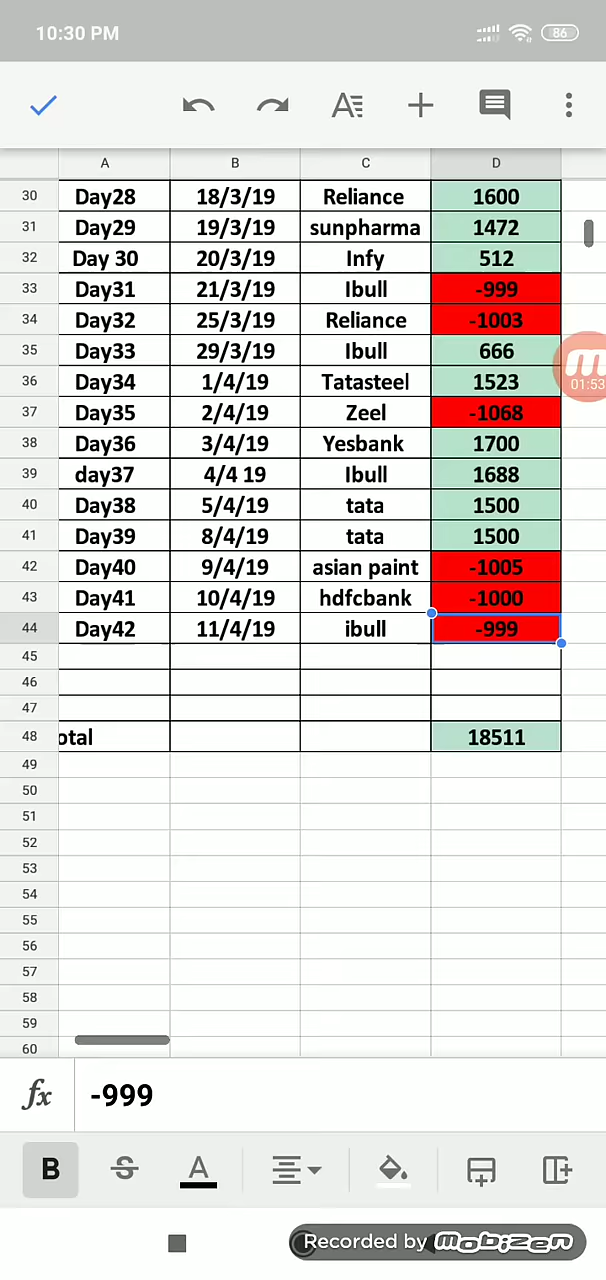 10:30 PM 86
A B C D
30 Day28 18/3/19 Reliance 1600
31 Day29 19/3/19 sunpharma 1472
32 Day 30 20/3/19 Infy 512
33 Day31 21/3/19 Ibull -999
34 Day32 25/3/19 Reliance -1003
35 Day33 29/3/19 Ibull 666
36 Day34 1/4/19 Tatasteel 1523
01:53
37 Day35 2/4/19 Zeel -1068
38 Day36 3/4/19 Yesbank 1700
39 day37 4/4 19 Ibull 1688
40 Day38 5/4/19 tata 1500
41 Day39 8/4/19 tata 1500
42 Day40 9/4/19 asian paint -1005
43 Day41 10/4/19 hdfcbank -1000
44 Day42 11/4/19 ibull -999
45
46
47
48 otal 18511
49
50
51
52
53
54
55
56
57
58
59
60
fx -999
B S A
Recorded by mobizen